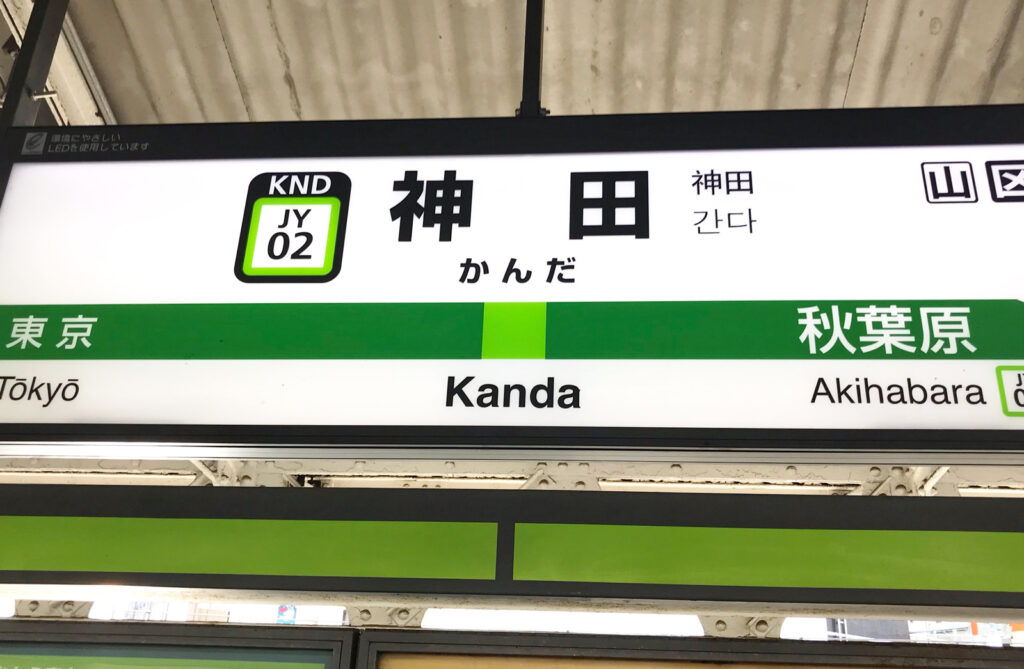 環境にやさしい
LEDを使用しています
KND
JY
02
神田
かんだ
神田
간다
山 区
東京
秋葉原
Tōkyō
Kanda
Akihabara